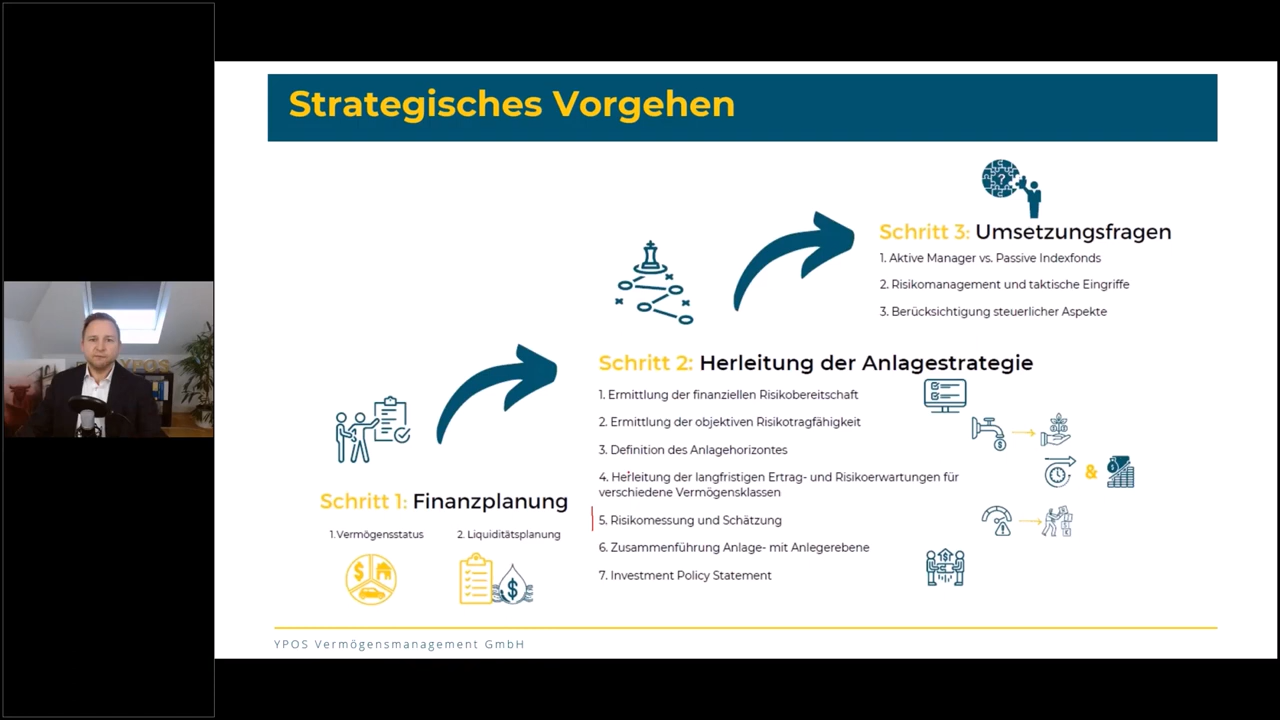 Strategisches Vorgehen
Schritt 3: Umsetzungsfragen
1. Aktive Manager vs. Passive Indexfonds
2. Risikomanagement und taktische Eingriffe
3. Berücksichtigung steuerlicher Aspekte
Schritt 2: Herleitung der Anlagestrategie
1. Ermittlung der finanziellen Risikobereitschaft
2. Ermittlung der objektiven Risikotragfähigkeit
3. Definition des Anlagehorizontes
4. Herleitung der langfristigen Ertrag- und Risikoerwartungen für
verschiedene Vermögensklassen
5. Risikomessung und Schätzung
6. Zusammenführung Anlage- mit Anlegerebene
7. Investment Policy Statement
&
Schritt 1: Finanzplanung
1.Vermögensstatus
2. Liquiditätsplanung
YPOS Vermögensmanagement GmbH
YPOS